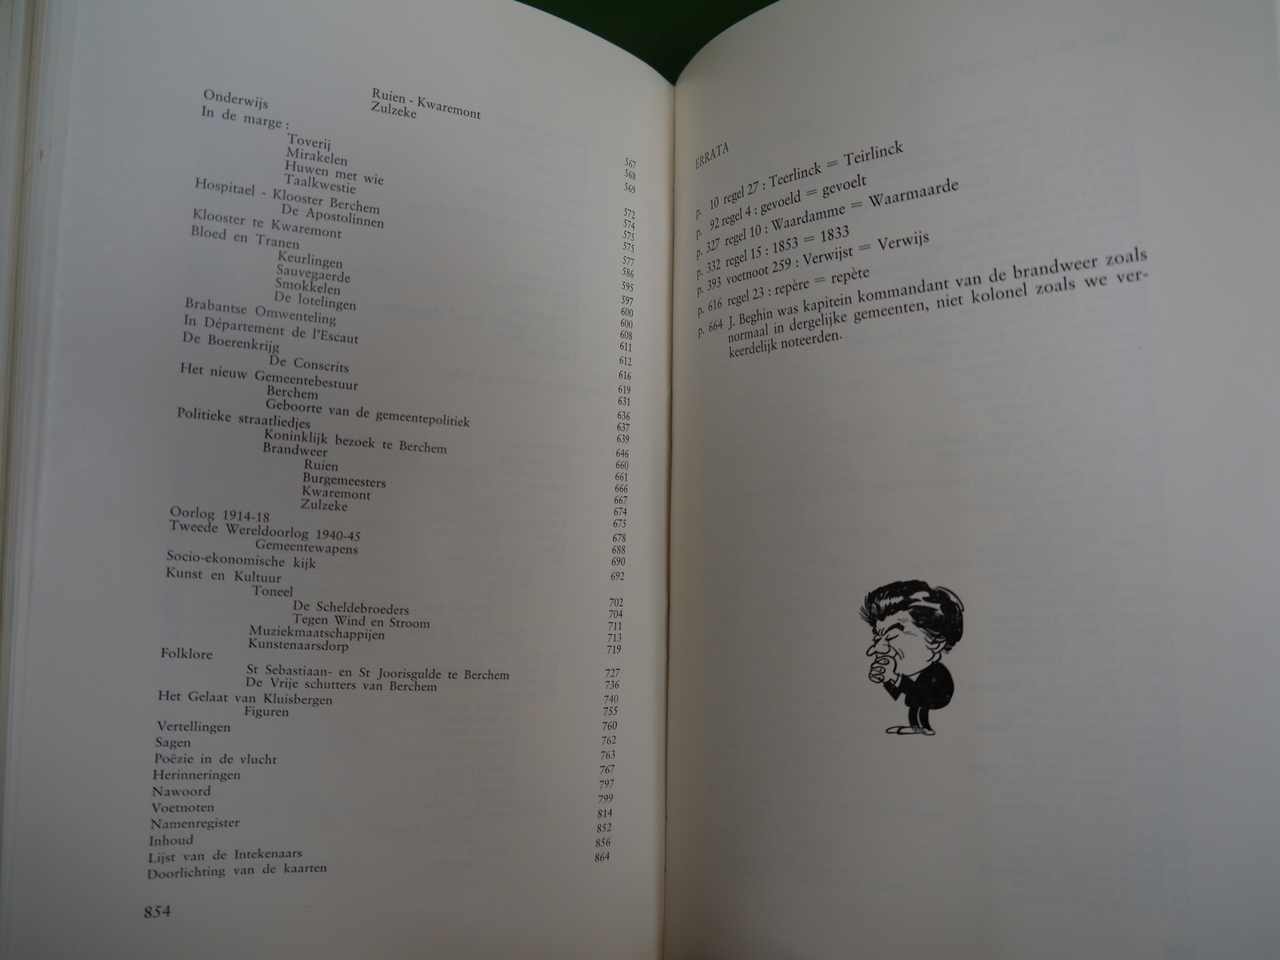 Ruien - Kwaremont
Zulzeke
Onderwijs 567
In de marge : 568
Toverij 569
Mirakelen
Huwen met wie 572
Taalkwestie 574
Hospitael - Klooster Berchem 575
De Apostolinnen 575
Klooster te Kwaremont 577
Bloed en Tranen 586
Keurlingen 595
Sauvegaerde 597
Smokkelen 600
De lotelingen 600
Brabantse Omwenteling 608
In Département de l'Escaut 611
De Boerenkrijg 612
De Conscrits 616
Het nieuw Gemeentebestuur 619
Berchem 631
Geboorte van de gemeentepolitiek 636
Politieke straatliedjes 637
Koninklijk bezoek te Berchem 639
Brandweer 646
Ruien 660
Burgemeesters 661
Kwaremont 666
Zulzeke 667
Oorlog 1914-18 674
Tweede Wereldoorlog 1940-45 675
Gemeentewapens 678
Socio-ekonomische kijk 688
Kunst en Kultuur 690
Toneel 692
De Scheldebroeders 702
Tegen Wind en Stroom 704
Muziekmaatschappijen 711
Kunstenaarsdorp 713
Folklore 719
St Sebastiaan- en St Joorisgulde te Berchem 727
De Vrije schutters van Berchem 736
Het Gelaat van Kluisbergen 740
Figuren 755
Vertellingen 760
Sagen 762
Poëzie in de vlucht 763
Herinneringen 767
Nawoord 797
Voetnoten 799
Namenregister 814
Inhoud 852
Lijst van de Intekenaars 856
Doorlichting van de kaarten 864
854
ERRATA
p. 10 regel 27 : Teerlinck = Teirlinck
p. 92 regel 4 : gevoeld = gevoelt
p. 327 regel 10 : Waardamme = Waarmaarde
p. 332 regel 15 : 1853 = 1833
p. 393 voetnoot 259 : Verwijst = Verwijs
p. 616 regel 23 : repère = repète
p. 664 J. Beghin was kapitein kommandant van de brandweer zoals
normaal in dergelijke gemeenten, niet kolonel zoals we ver-
keerdelijk noteerden.